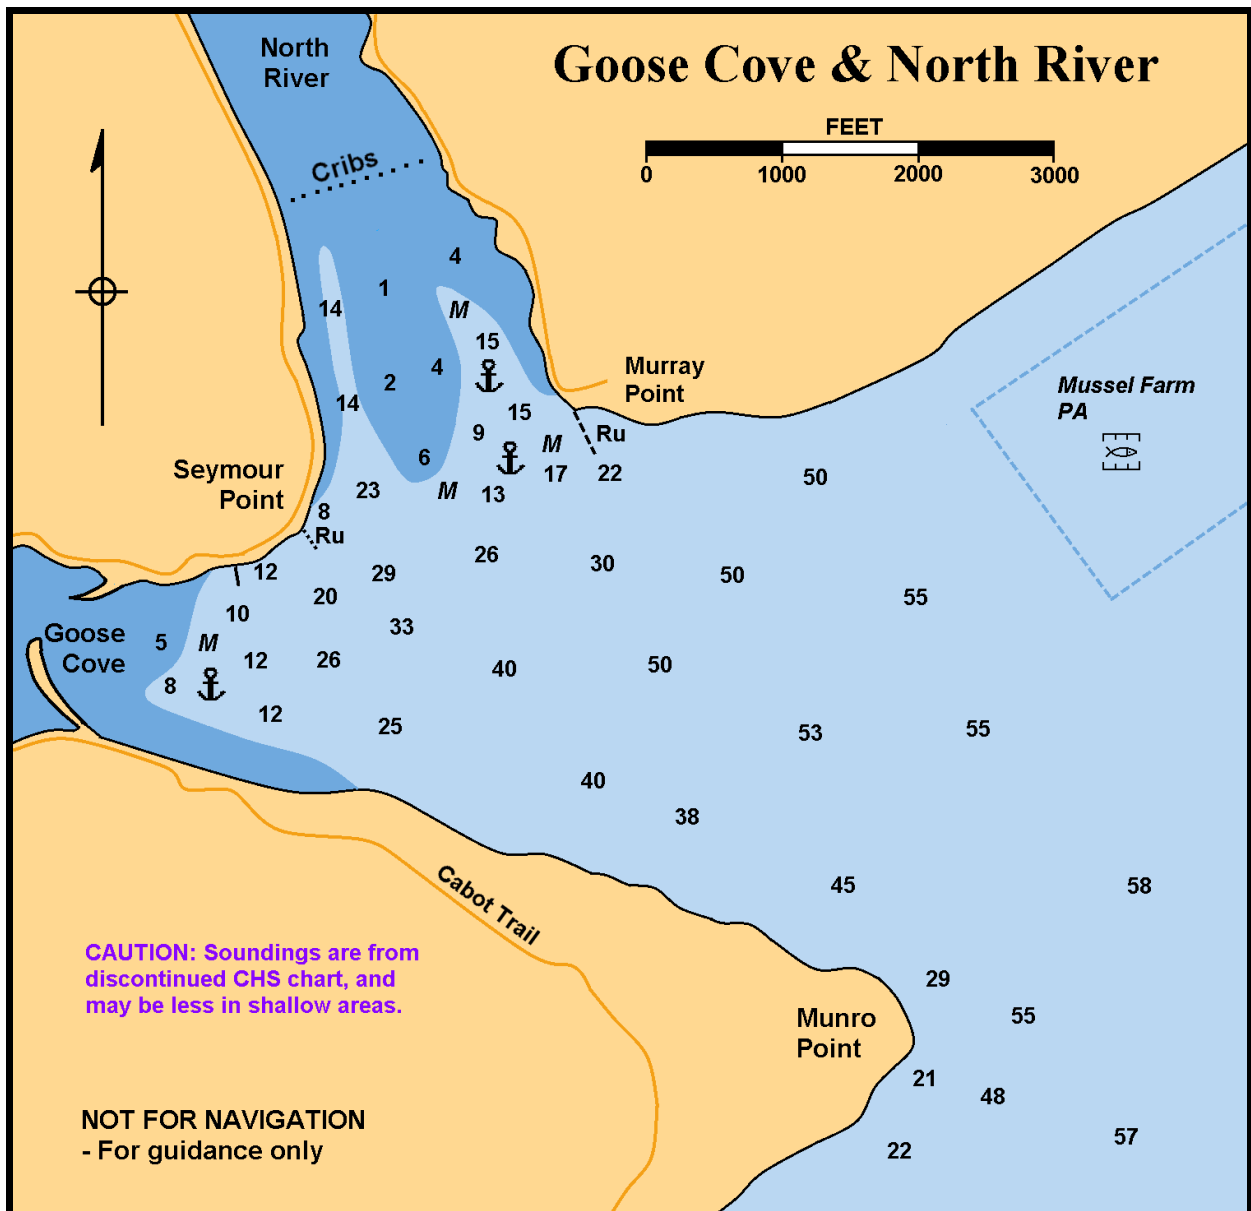 Goose Cove & North River
North
River
FEET
0 1000 2000 3000
Cribs
4
1
14
M
15
4
2
14
15
9
M
6
Murray
Point
Ru
Mussel Farm
PA
Seymour
Point
23
M
13
17
22
50
8
Ru
12
29
26
30
50
55
20
10
33
Goose
Cove
5
M
12
26
40
50
8
12
25
53
55
40
38
45
58
Cabot Trail
CAUTION: Soundings are from
discontinued CHS chart, and
may be less in shallow areas.
29
55
Munro
Point
21
48
57
22
NOT FOR NAVIGATION
- For guidance only